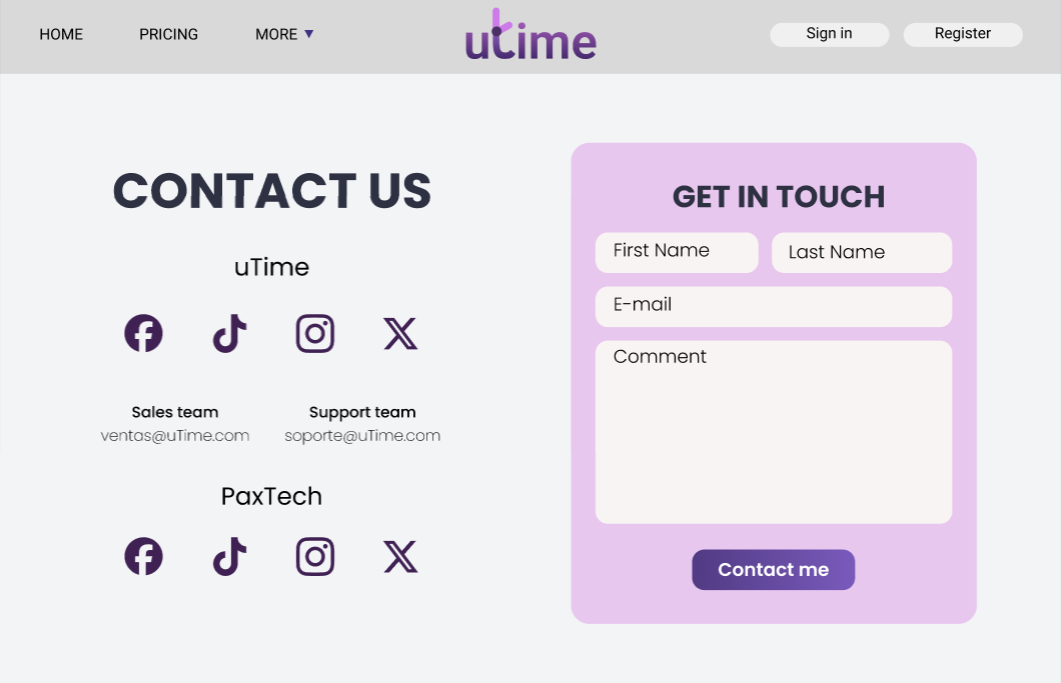 HOME PRICING MORE utime Sign in Register
CONTACT US
uTime
Sales team Support team
ventas@uTime.com soporte@uTime.com
PaxTech
GET IN TOUCH
First Name Last Name
E-mail
Comment
Contact me